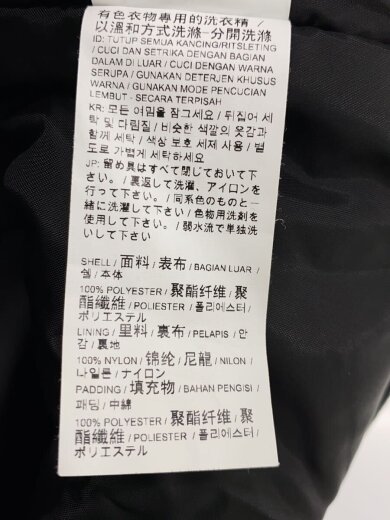 有色衣物專用的洗衣精 /
以溫和方式洗滌-分開洗滌
ID: TUTUP SEMUA KANCING/RITSLETING
/ CUCI DAN SETRIKA DENGAN BAGIAN
DALAM DI LUAR / CUCI DENGAN WARNA
SERUPA / GUNAKAN DETERJEN KHUSUS
WARNA / GUNAKAN MODE PENCUCIAN
LEMBUT - SECARA TERPISAH
KR: 모든 여밈을 잠그세요 / 뒤집어 세
탁 및 다림질 / 비슷한 색깔의 옷감과
함께 세탁 / 색상 보호 세제 사용 / 별
도로 가볍게 세탁하세요
JP: 留め具はすべて閉じておいて下
さい。 / 裏返して洗濯、アイロンを
行って下さい。 / 同系色のものと一
緒に洗濯して下さい / 色物用洗剤を
使用して下さい。 / 弱水流で単独洗
いして下さい
SHELL / 面料 / 表布 / BAGIAN LUAR /
쉘 / 本体
100% POLYESTER / 聚酯纤维 / 聚
酯纖維 / POLIESTER / 폴리에스터 /
ポリエステル
LINING / 里料 / 裏布 / PELAPIS / 안
감 / 裏地
100% NYLON / 锦纶 / 尼龍 / NILON /
나일론 / ナイロン
PADDING / 填充物 / BAHAN PENGISI /
패딩 / 中綿
100% POLYESTER / 聚酯纤维 / 聚
酯纖維 / POLIESTER / 폴리에스터 /
ポリエステル